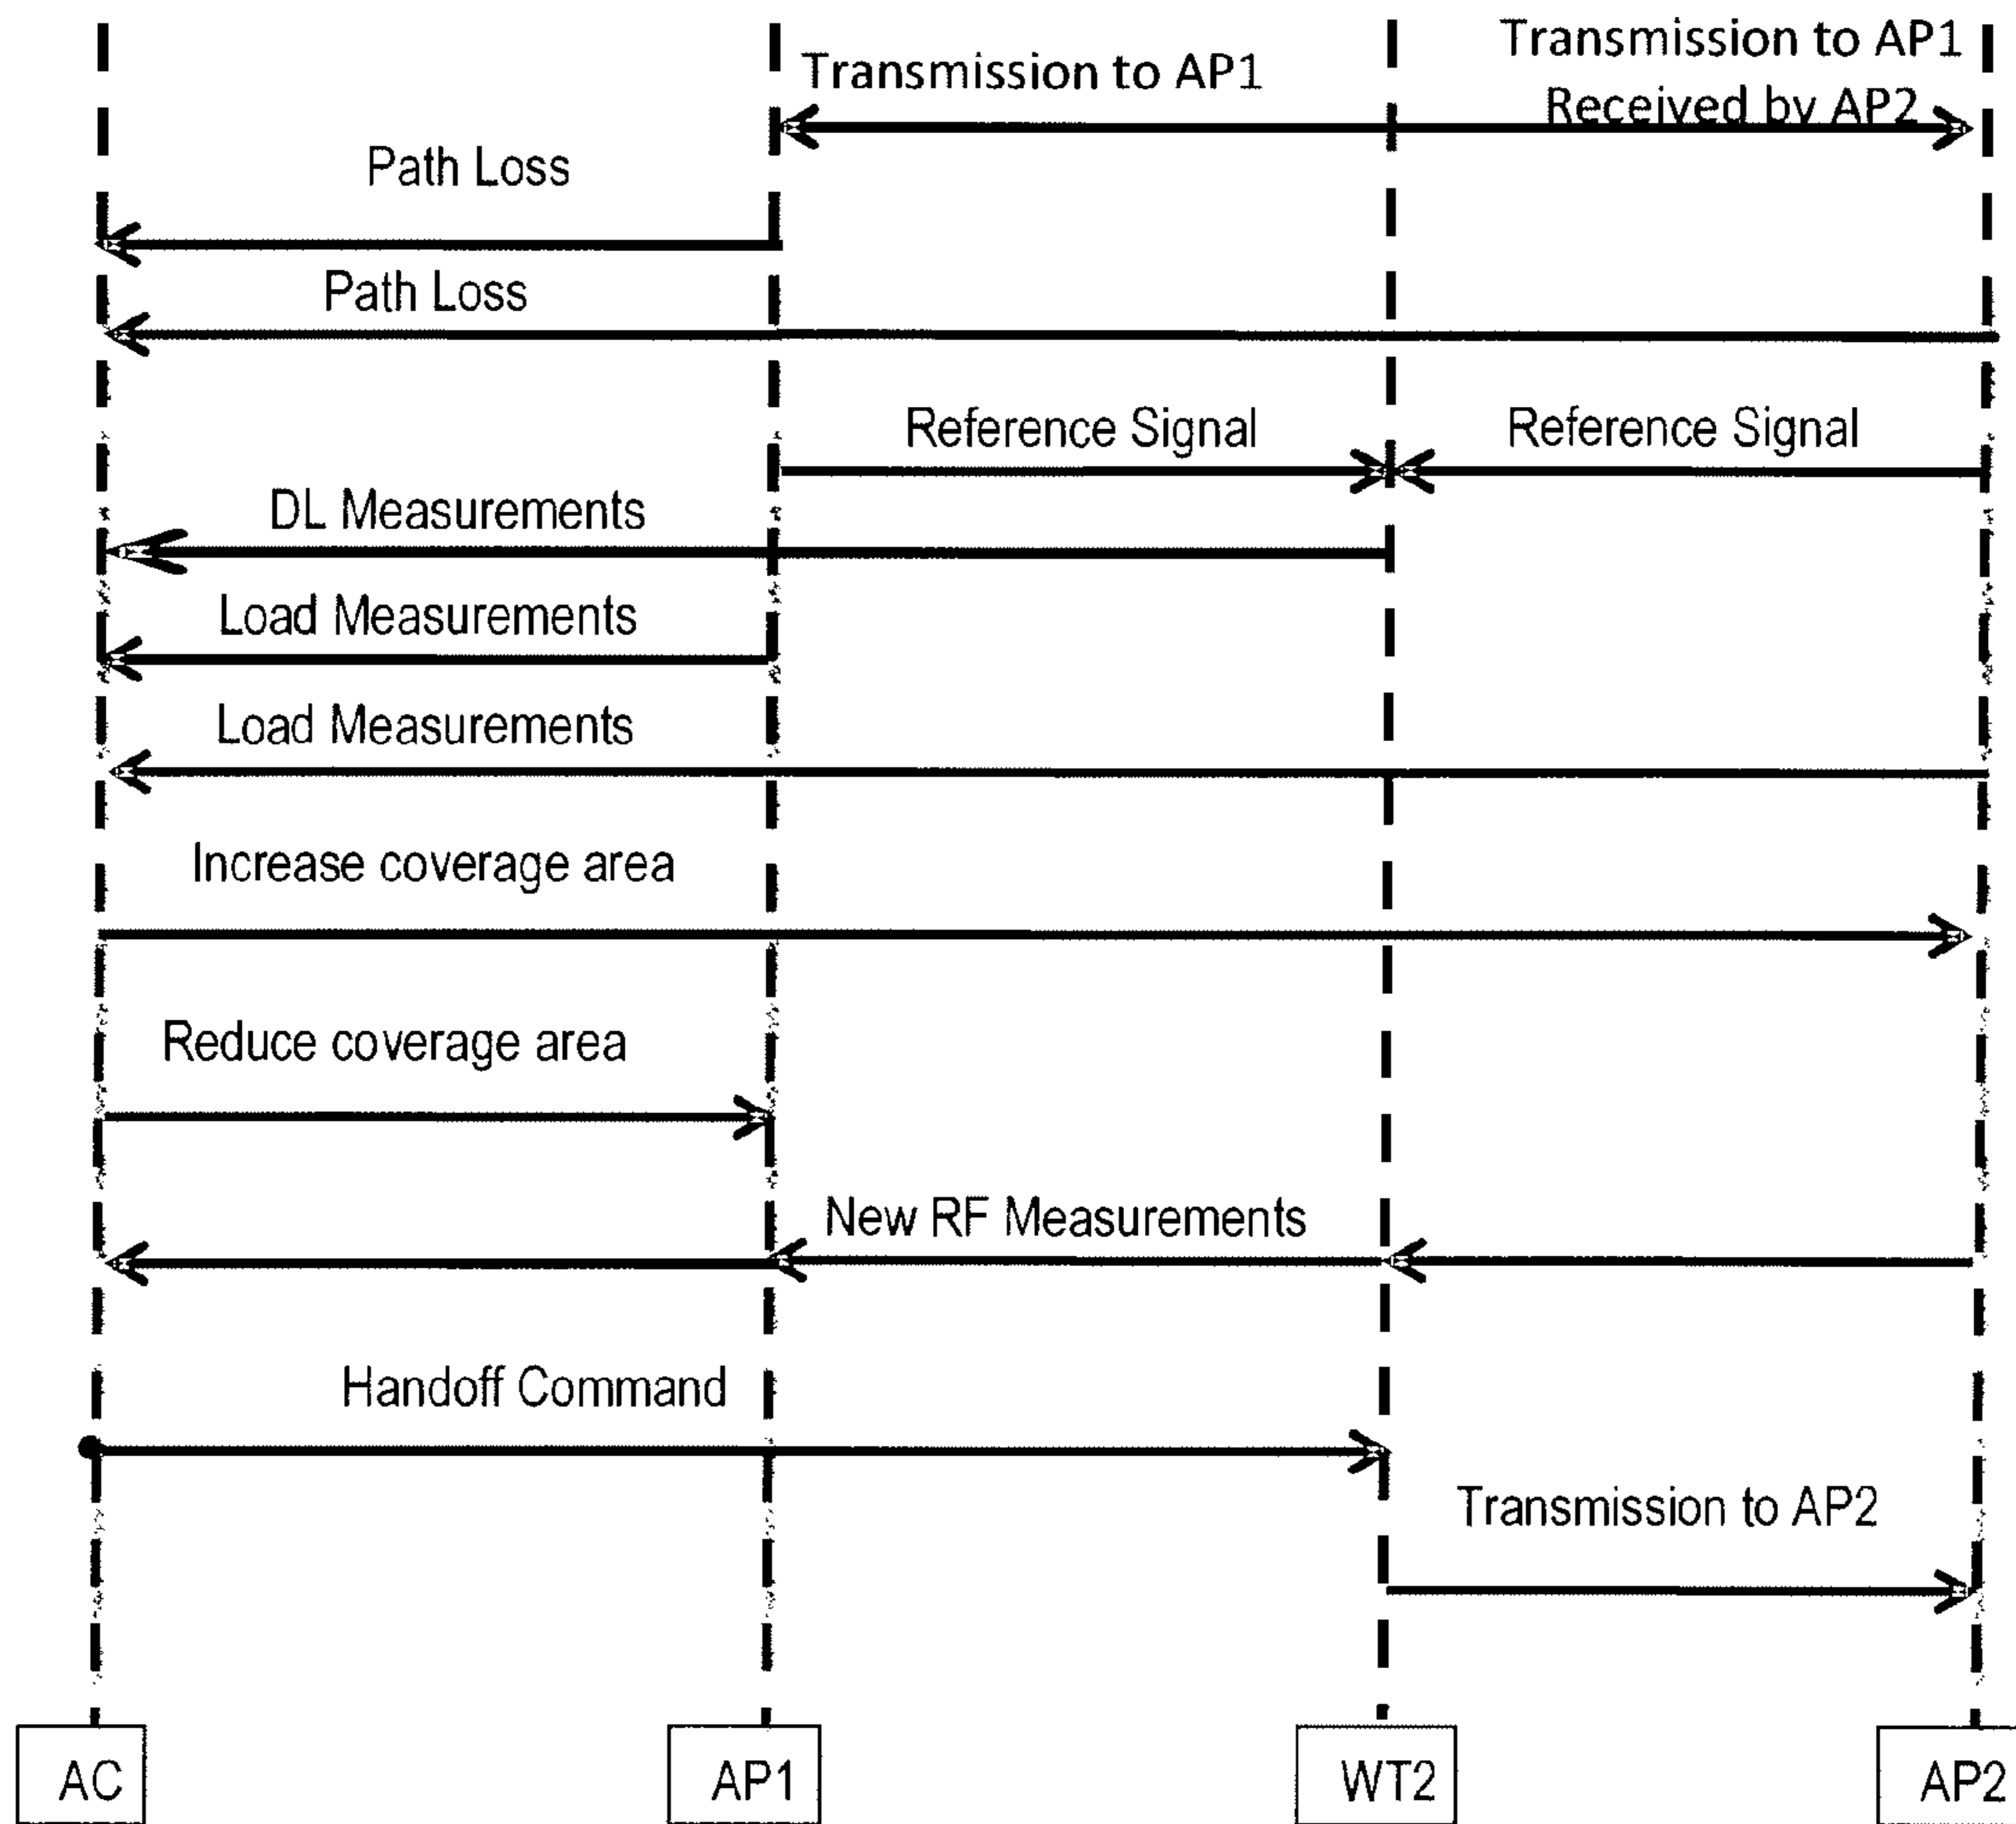 Transmission to AP1
Transmission to AP1
Received by AP2
Path Loss
Path Loss
Reference Signal
Reference Signal
DL Measurements
Load Measurements
Load Measurements
Increase coverage area
Reduce coverage area
New RF Measurements
Handoff Command
Transmission to AP2
AC
AP1
WT2
AP2